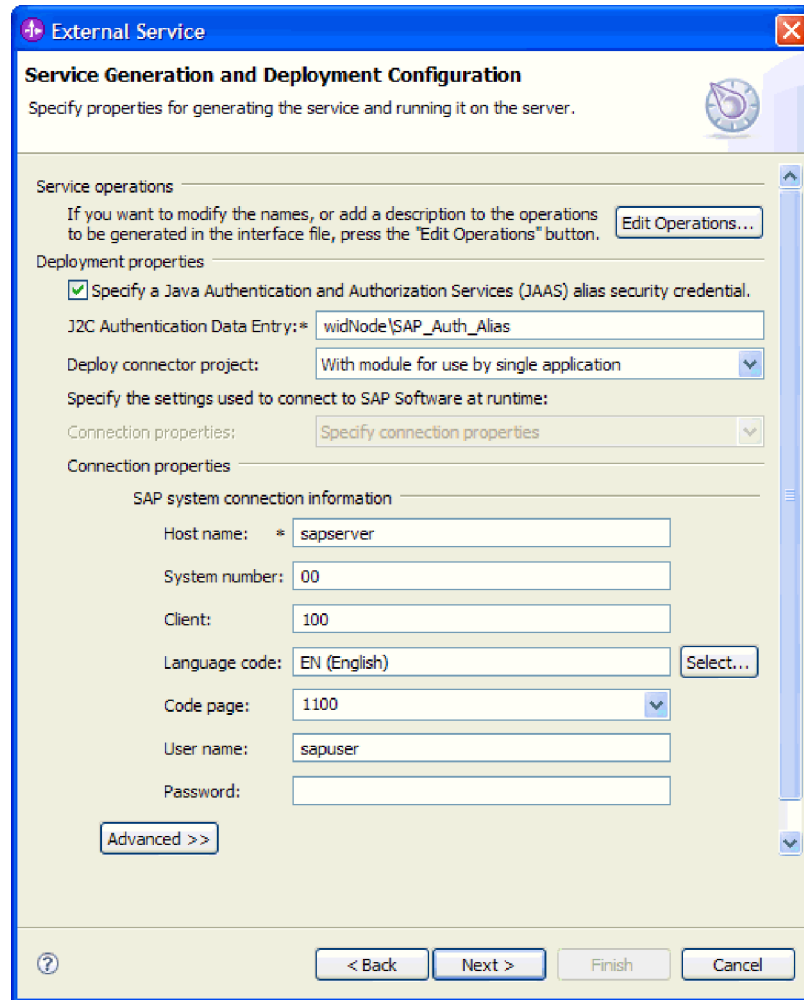 External Service
Service Generation and Deployment Configuration
Specify properties for generating the service and running it on the server.
Service operations
If you want to modify the names, or add a description to the operations
to be generated in the interface file, press the "Edit Operations" button.
Edit Operations...
Deployment properties
Specify a Java Authentication and Authorization Services (JAAS) alias security credential.
J2C Authentication Data Entry:* widNode\SAP_Auth_Alias
Deploy connector project: With module for use by single application
Specify the settings used to connect to SAP Software at runtime:
Connection properties: Specify connection properties
Connection properties
SAP system connection information
Host name: * sapserver
System number: 00
Client: 100
Language code: EN (English) Select...
Code page: 1100
User name: sapuser
Password:
Advanced >>
? < Back Next > Finish Cancel